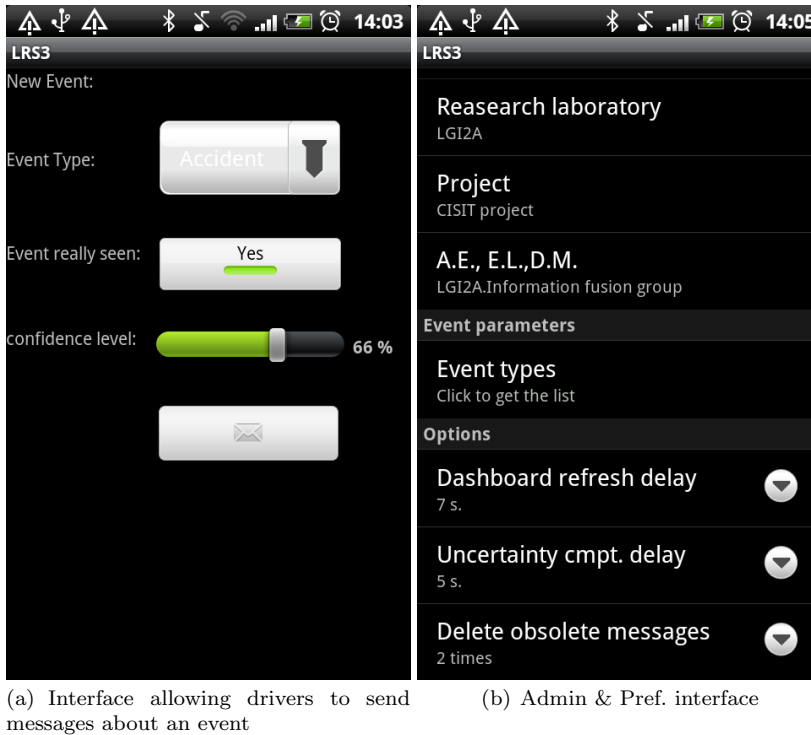 14:03
LRS3
New Event:
Event Type:
Accident
Event really seen:
Yes
confidence level:
66 %
(a) Interface allowing drivers to send
messages about an event
14:05
LRS3
Reasearch laboratory
LGI2A
Project
CISIT project
A.E., E.L.,D.M.
LGI2A.Information fusion group
Event parameters
Event types
Click to get the list
Options
Dashboard refresh delay
7 s.
Uncertainty cmpt. delay
5 s.
Delete obsolete messages
2 times
(b) Admin & Pref. interface